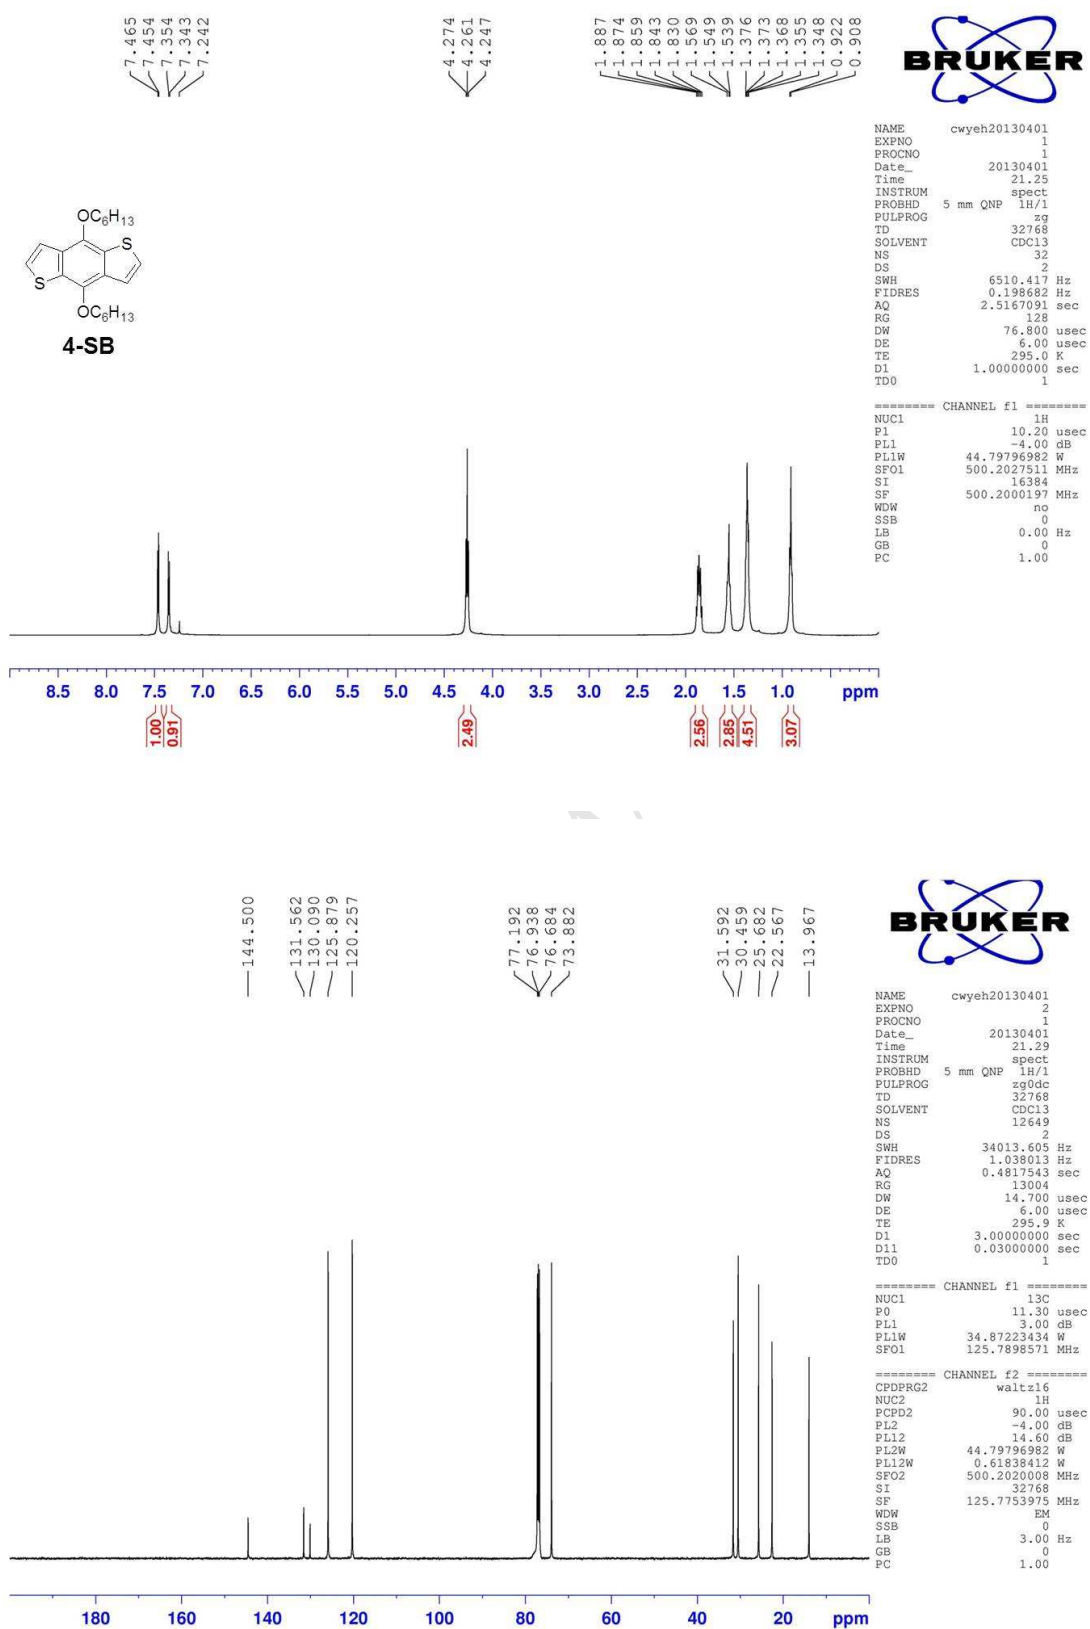 7.465
7.454
7.354
7.343
7.242
4.274
4.261
4.247
1.887
1.874
1.859
1.843
1.830
1.569
1.549
1.539
1.376
1.373
1.368
1.355
1.348
0.922
0.908
BRUKER
NAME cwyeh20130401
EXPNO 1
PROCNO 1
Date_ 20130401
Time 21.25
INSTRUM spect
PROBHD 5 mm QNP 1H/1
PULPROG zg
TD 32768
SOLVENT CDCl3
NS 32
DS 2
SWH 6510.417 Hz
FIDRES 0.198682 Hz
AQ 2.5167091 sec
RG 128
DW 76.800 usec
DE 6.00 usec
TE 295.0 K
D1 1.00000000 sec
TD0 1
======== CHANNEL f1 ========
NUC1 1H
P1 10.20 usec
PL1 -4.00 dB
PL1W 44.79796982 W
SFO1 500.2027511 MHz
SI 16384
SF 500.2000197 MHz
WDW no
SSB 0
LB 0.00 Hz
GB 0
PC 1.00
OC6H13
S
S
OC6H13
4-SB
8.5 8.0 7.5 7.0 6.5 6.0 5.5 5.0 4.5 4.0 3.5 3.0 2.5 2.0 1.5 1.0 ppm
1.00
0.91
2.49
2.56
2.85
4.51
3.07
144.500
131.562
130.090
125.879
120.257
77.192
76.938
76.684
73.882
31.592
30.459
25.682
22.567
13.967
BRUKER
NAME cwyeh20130401
EXPNO 2
PROCNO 1
Date_ 20130401
Time 21.29
INSTRUM spect
PROBHD 5 mm QNP 1H/1
PULPROG zg0dc
TD 32768
SOLVENT CDCl3
NS 12649
DS 2
SWH 34013.605 Hz
FIDRES 1.038013 Hz
AQ 0.4817543 sec
RG 13004
DW 14.700 usec
DE 6.00 usec
TE 295.9 K
D1 3.00000000 sec
D11 0.03000000 sec
TD0 1
======== CHANNEL f1 ========
NUC1 13C
P0 11.30 usec
PL1 3.00 dB
PL1W 34.87223434 W
SFO1 125.7898571 MHz
======== CHANNEL f2 ========
CPDPRG2 waltz16
NUC2 1H
PCPD2 90.00 usec
PL2 -4.00 dB
PL12 14.60 dB
PL2W 44.79796982 W
PL12W 0.61838412 W
SFO2 500.2020008 MHz
SI 32768
SF 125.7753975 MHz
WDW EM
SSB 0
LB 3.00 Hz
GB 0
PC 1.00
180 160 140 120 100 80 60 40 20 ppm